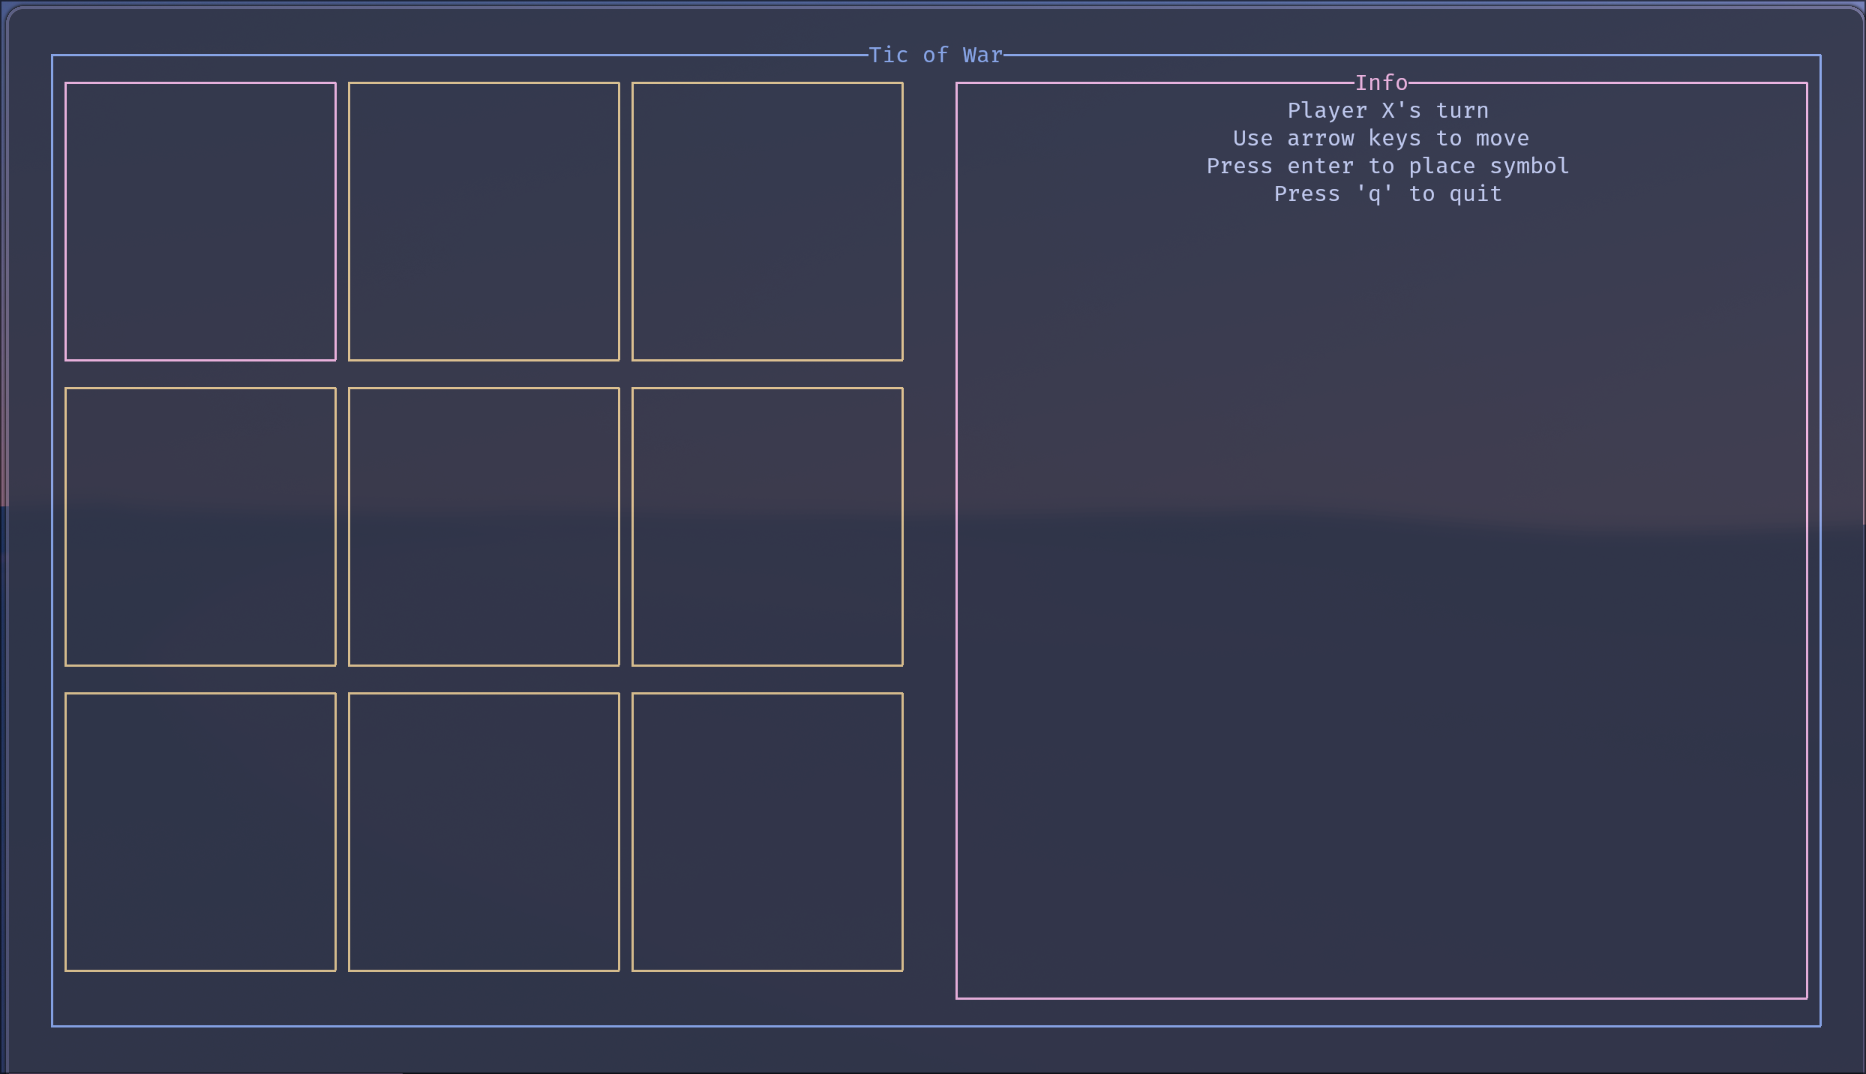 Tic of War
Info
Player X's turn
Use arrow keys to move
Press enter to place symbol
Press 'q' to quit